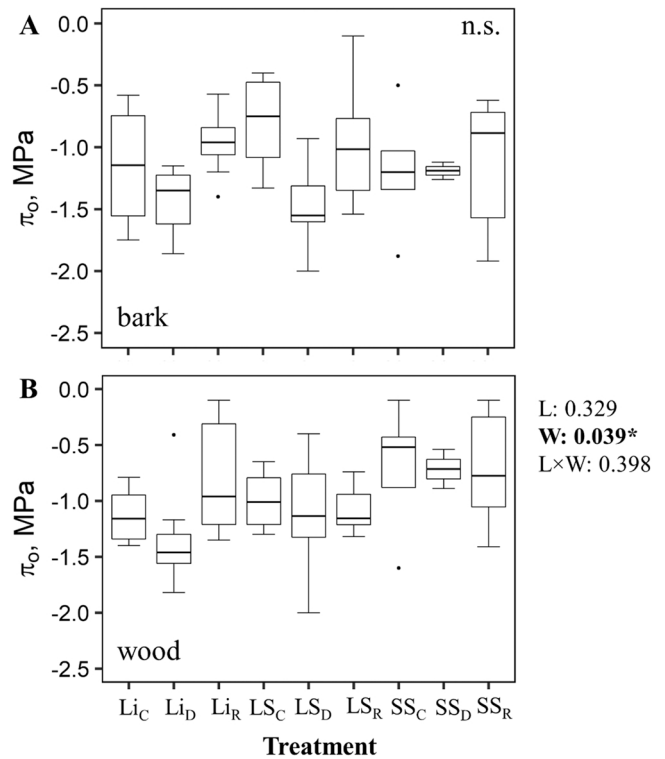 A
0.0
n.s.
-0.5
-1.0
-1.5
-2.0
-2.5
πo, MPa
bark
B
0.0
-0.5
-1.0
-1.5
-2.0
-2.5
πo, MPa
wood
L: 0.329
W: 0.039*
L×W: 0.398
LiC LiD LiR LSC LSD LSR SSC SSD SSR
Treatment